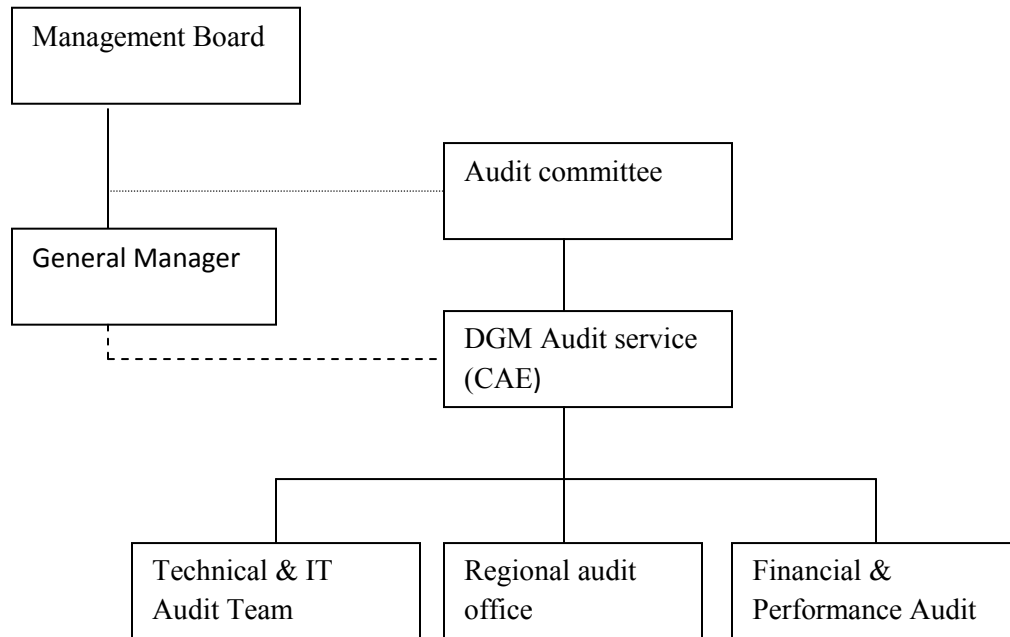 Management Board
Audit committee
General Manager
DGM Audit service
(CAE)
Technical & IT
Audit Team
Regional audit
office
Financial &
Performance Audit